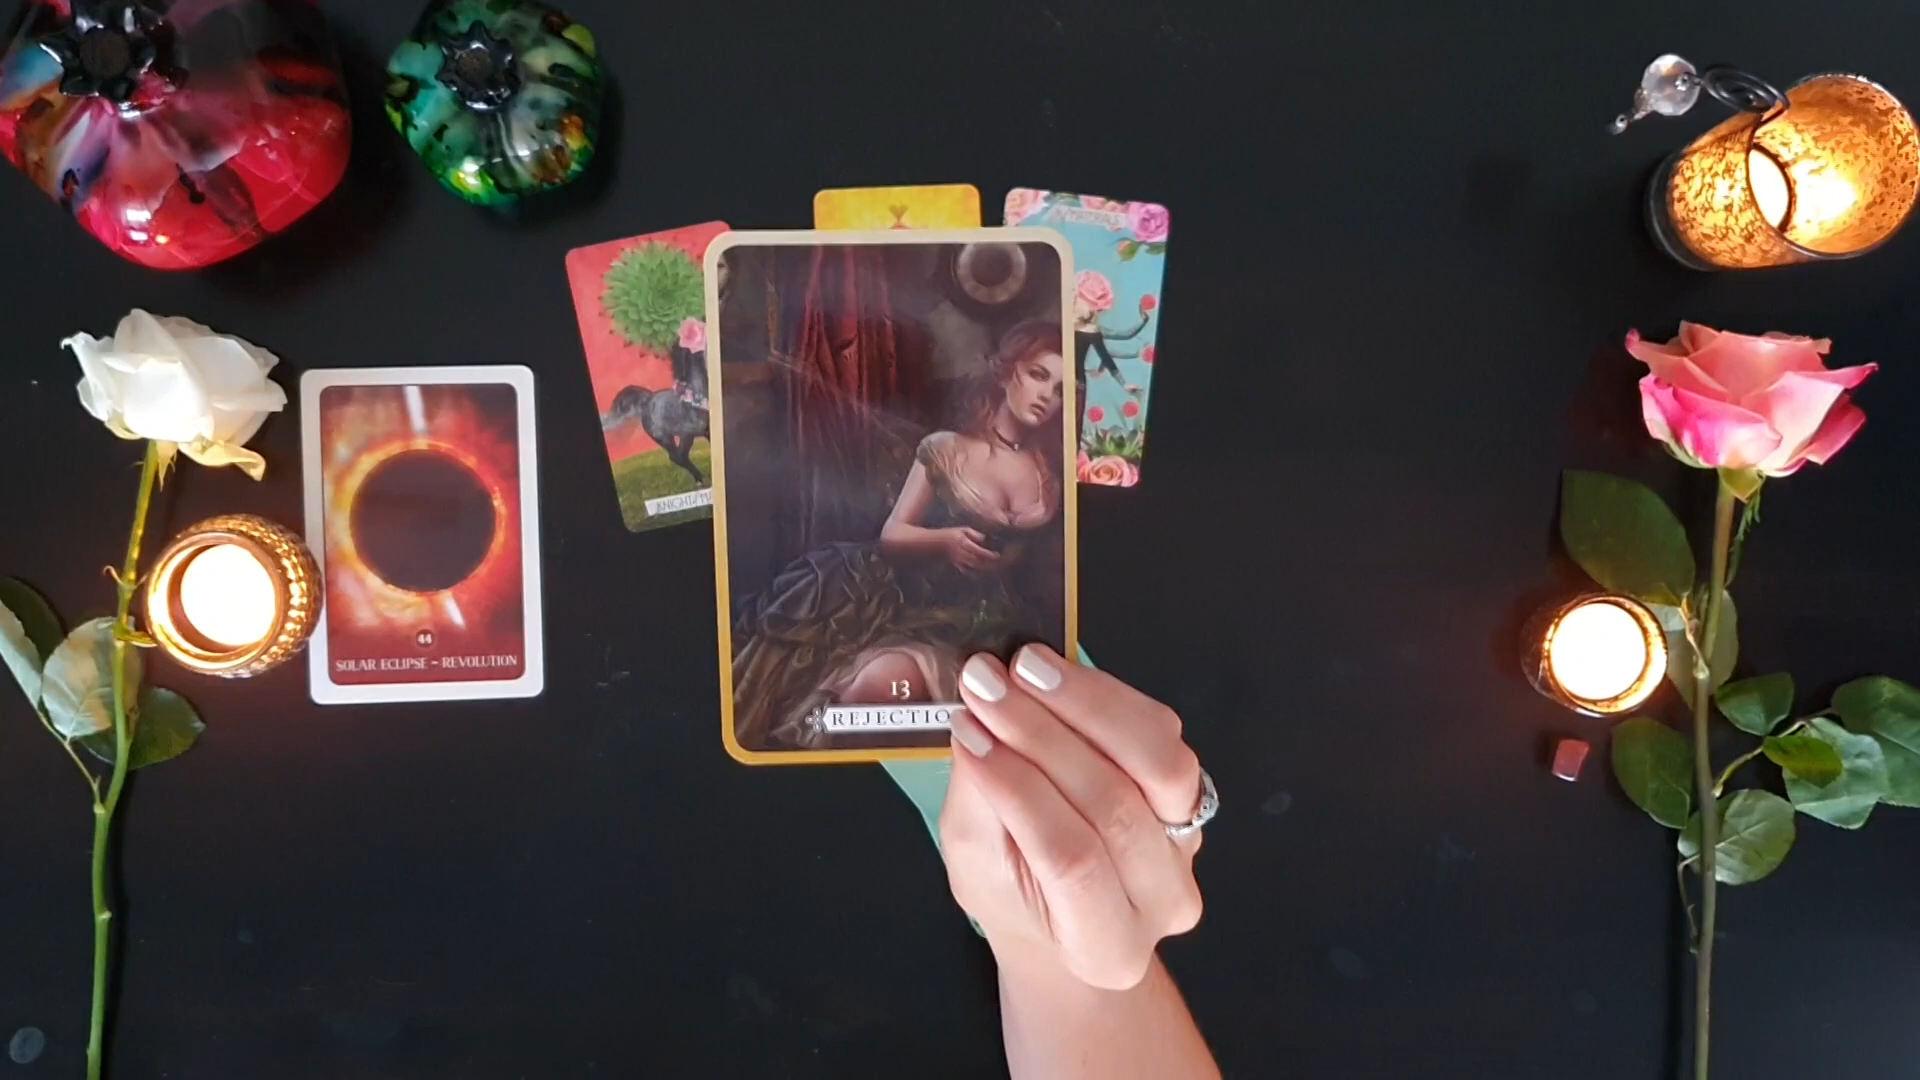 44
SOLAR ECLIPSE ~ REVOLUTION
13
REJECTIO